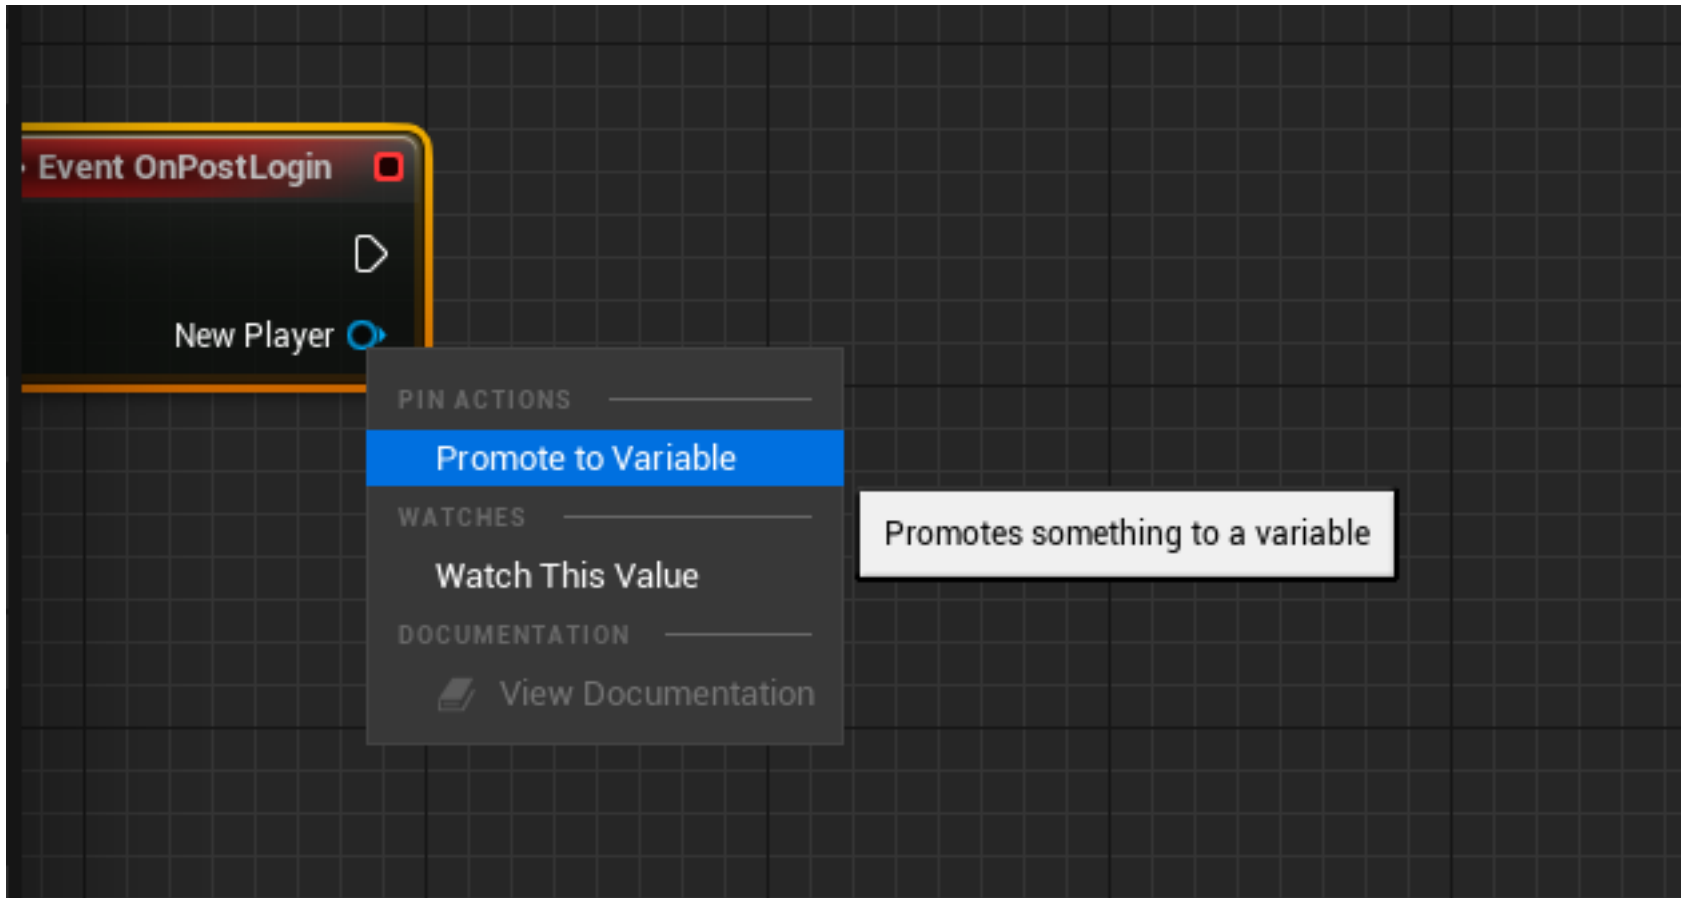 Event OnPostLogin
New Player
PIN ACTIONS
Promote to Variable
WATCHES
Promotes something to a variable
Watch This Value
DOCUMENTATION
View Documentation